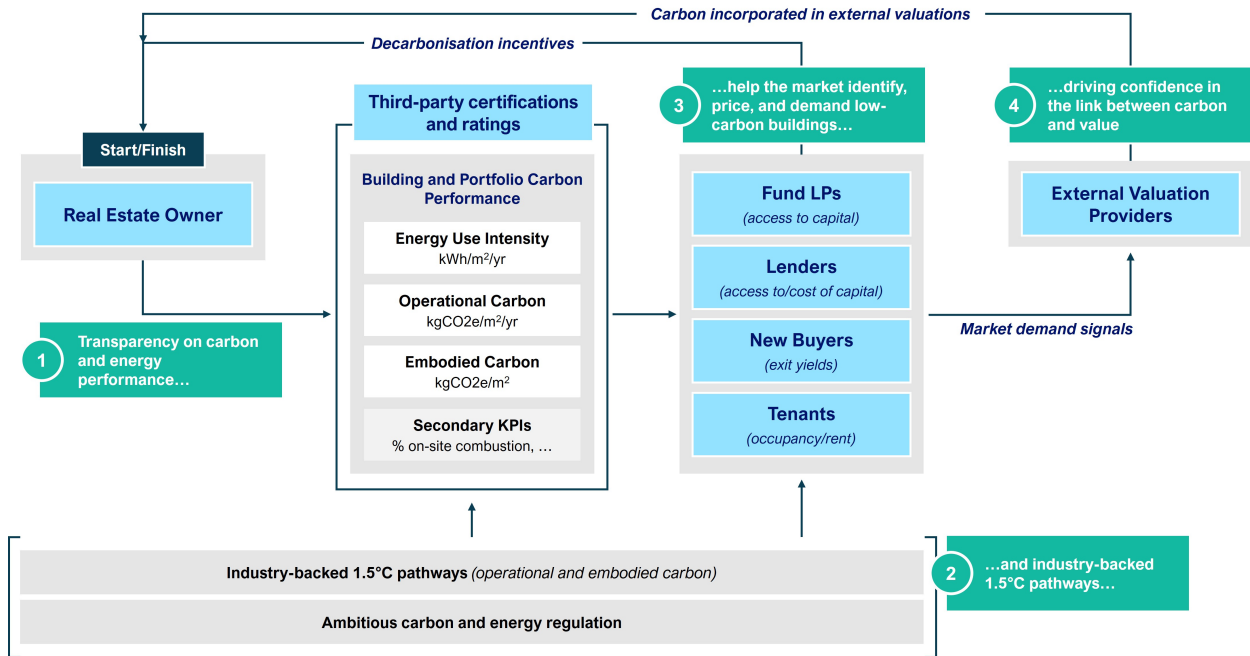 Carbon incorporated in external valuations
Decarbonisation incentives
Start/Finish
Real Estate Owner
1
Transparency on carbon
and energy
performance…
Third-party certifications
and ratings
Building and Portfolio Carbon
Performance
Energy Use Intensity
kWh/m²/yr
Operational Carbon
kgCO2e/m²/yr
Embodied Carbon
kgCO2e/m²
Secondary KPIs
% on-site combustion, …
3
…help the market identify,
price, and demand low-
carbon buildings…
Fund LPs
(access to capital)
Lenders
(access to/cost of capital)
New Buyers
(exit yields)
Tenants
(occupancy/rent)
4
…driving confidence in
the link between carbon
and value
External Valuation
Providers
Market demand signals
Industry-backed 1.5°C pathways (operational and embodied carbon)
Ambitious carbon and energy regulation
2
…and industry-backed
1.5°C pathways…